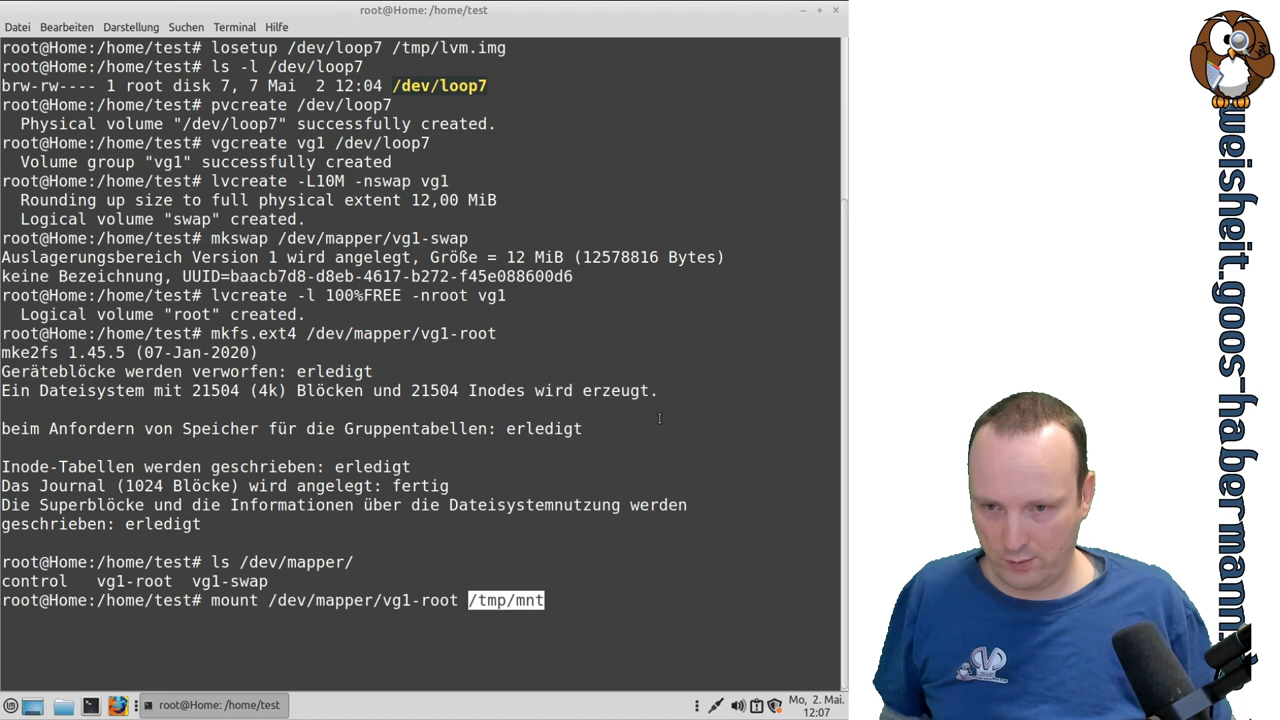 root@Home: /home/test
Datei Bearbeiten Darstellung Suchen Terminal Hilfe
root@Home:/home/test# losetup /dev/loop7 /tmp/lvm.img
root@Home:/home/test# ls -l /dev/loop7
brw-rw---- 1 root disk 7, 7 Mai  2 12:04 /dev/loop7
root@Home:/home/test# pvcreate /dev/loop7
  Physical volume "/dev/loop7" successfully created.
root@Home:/home/test# vgcreate vg1 /dev/loop7
  Volume group "vg1" successfully created
root@Home:/home/test# lvcreate -L10M -nswap vg1
  Rounding up size to full physical extent 12,00 MiB
  Logical volume "swap" created.
root@Home:/home/test# mkswap /dev/mapper/vg1-swap
Auslagerungsbereich Version 1 wird angelegt, Größe = 12 MiB (12578816 Bytes)
keine Bezeichnung, UUID=baacb7d8-d8eb-4617-b272-f45e088600d6
root@Home:/home/test# lvcreate -l 100%FREE -nroot vg1
  Logical volume "root" created.
root@Home:/home/test# mkfs.ext4 /dev/mapper/vg1-root
mke2fs 1.45.5 (07-Jan-2020)
Geräteblöcke werden verworfen: erledigt
Ein Dateisystem mit 21504 (4k) Blöcken und 21504 Inodes wird erzeugt.
beim Anfordern von Speicher für die Gruppentabellen: erledigt
Inode-Tabellen werden geschrieben: erledigt
Das Journal (1024 Blöcke) wird angelegt: fertig
Die Superblöcke und die Informationen über die Dateisystemnutzung werden
geschrieben: erledigt
root@Home:/home/test# ls /dev/mapper/
control   vg1-root  vg1-swap
root@Home:/home/test# mount /dev/mapper/vg1-root /tmp/mnt
root@Home: /home/test
Mo, 2. Mai.
12:07
weisheit.goos-habermann.